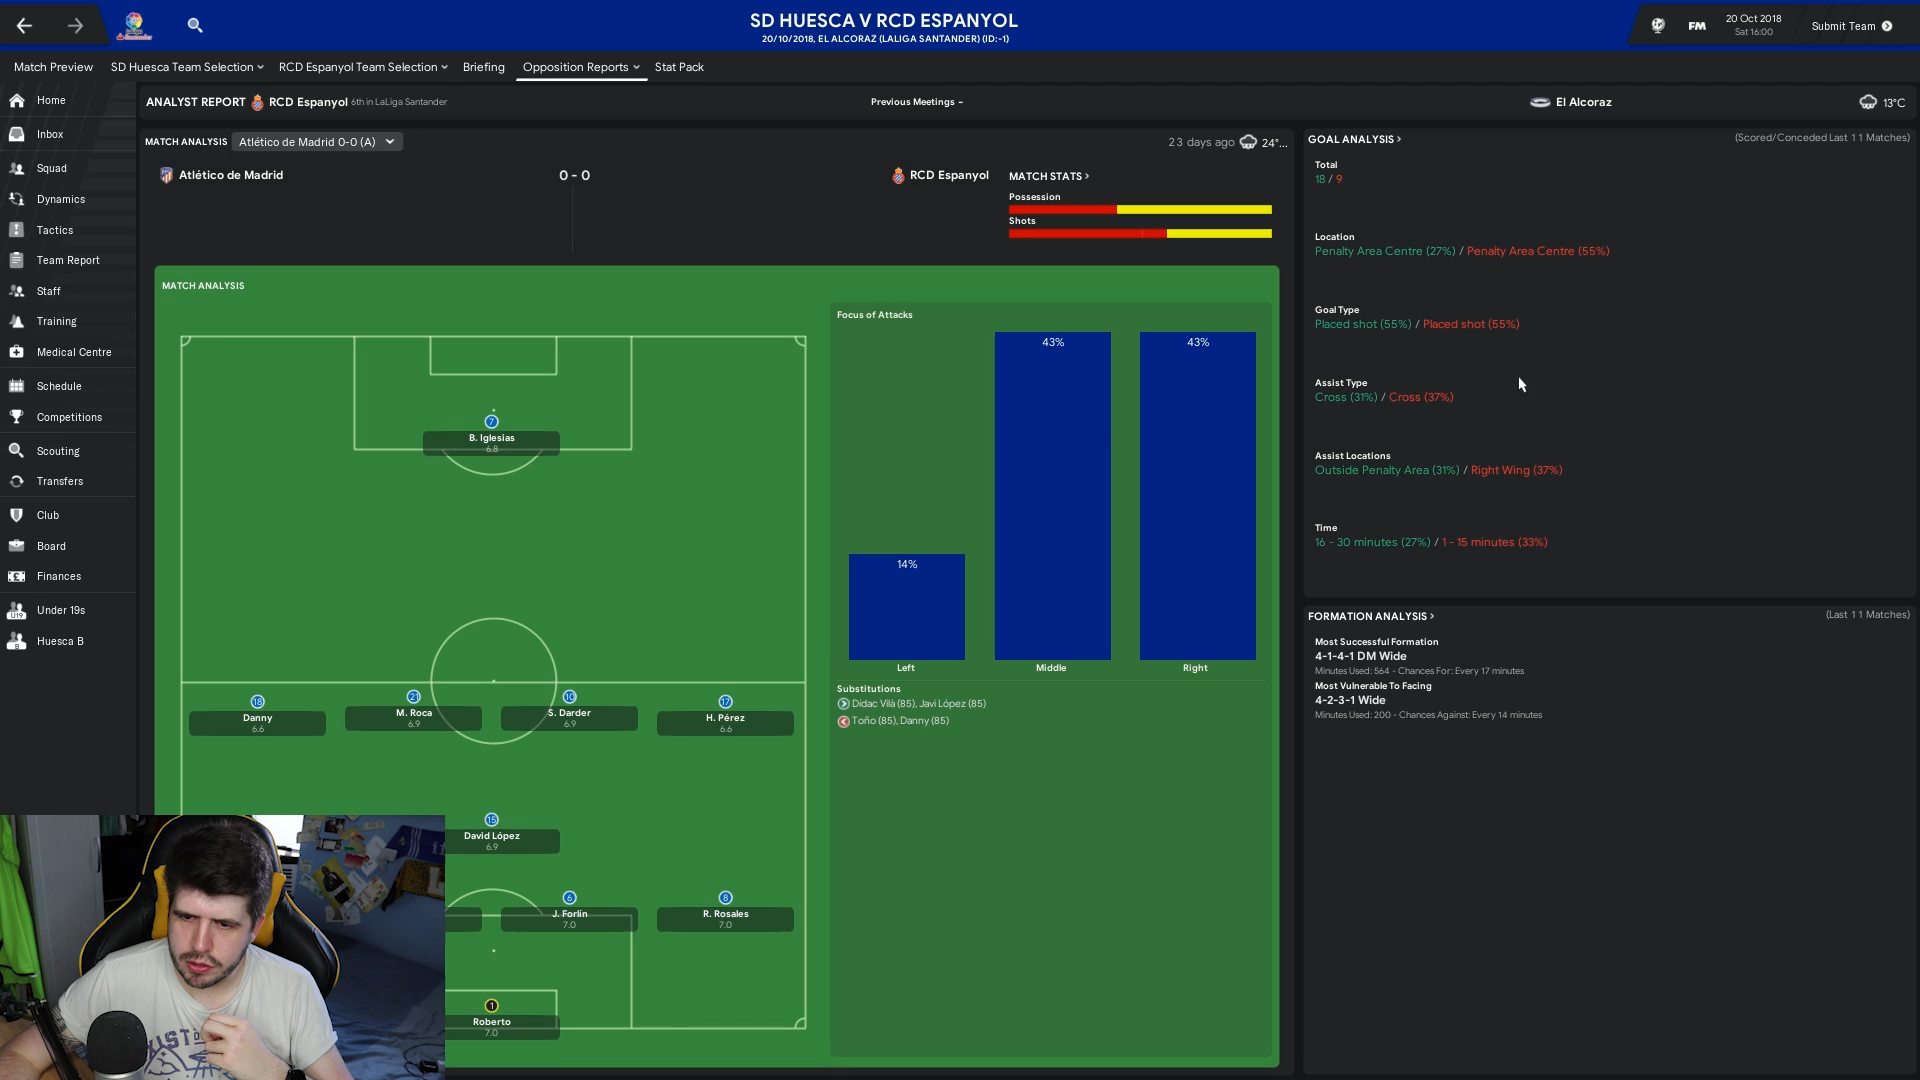 SD HUESCA V RCD ESPANYOL
20/10/2018, EL ALCORAZ (LALIGA SANTANDER) (ID:-1)
FM
20 Oct 2018
Sat 16:00
Submit Team
Match Preview
SD Huesca Team Selection
RCD Espanyol Team Selection
Briefing
Opposition Reports
Stat Pack
Home
Inbox
Squad
Dynamics
Tactics
Team Report
Staff
Training
Medical Centre
Schedule
Competitions
Scouting
Transfers
Club
Board
Finances
Under 19s
Huesca B
ANALYST REPORT RCD Espanyol 6th in LaLiga Santander
Previous Meetings -
El Alcoraz
13°C
MATCH ANALYSIS Atlético de Madrid 0-0 (A)
23 days ago 24°...
Atlético de Madrid 0 - 0 RCD Espanyol
MATCH STATS >
Possession
Shots
MATCH ANALYSIS
7
B. Iglesias
6.8
18
Danny
6.6
21
M. Roca
6.9
10
S. Darder
6.9
17
H. Pérez
6.6
15
David López
6.9
6
J. Forlín
7.0
8
R. Rosales
7.0
1
Roberto
7.0
Focus of Attacks
14% 43% 43%
Left Middle Right
Substitutions
Dídac Vilà (85), Javi López (85)
Toño (85), Danny (85)
GOAL ANALYSIS >
(Scored/Conceded Last 11 Matches)
Total
18 / 9
Location
Penalty Area Centre (27%) / Penalty Area Centre (55%)
Goal Type
Placed shot (55%) / Placed shot (55%)
Assist Type
Cross (31%) / Cross (37%)
Assist Locations
Outside Penalty Area (31%) / Right Wing (37%)
Time
16 - 30 minutes (27%) / 1 - 15 minutes (33%)
FORMATION ANALYSIS >
(Last 11 Matches)
Most Successful Formation
4-1-4-1 DM Wide
Minutes Used: 564 - Chances For: Every 17 minutes
Most Vulnerable To Facing
4-2-3-1 Wide
Minutes Used: 200 - Chances Against: Every 14 minutes